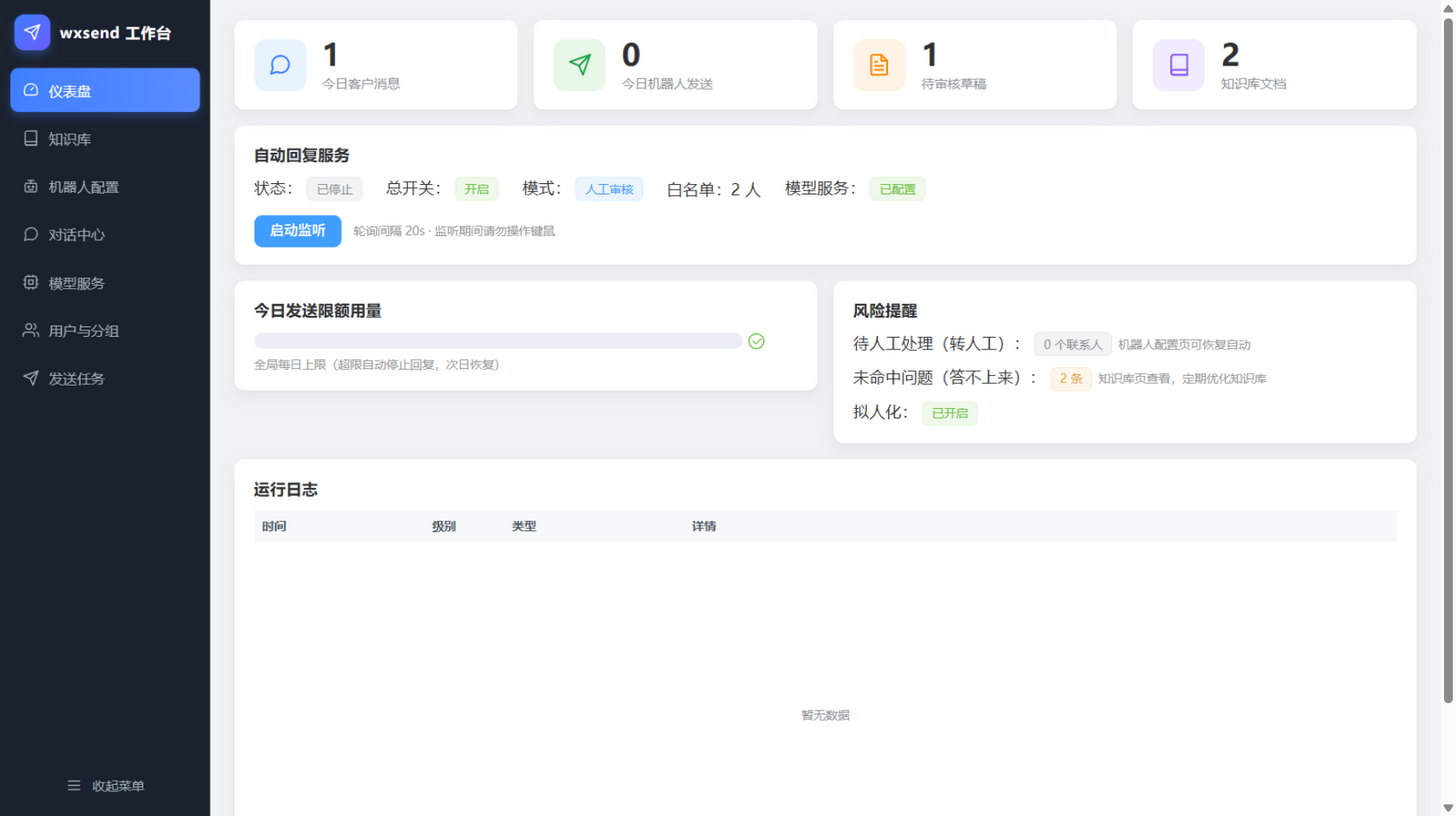 wxsend 工作台
仪表盘
知识库
机器人配置
对话中心
模型服务
用户与分组
发送任务
收起菜单
1
今日客户消息
0
今日机器人发送
1
待审核草稿
2
知识库文档
自动回复服务
状态： 已停止 总开关： 开启 模式： 人工审核 白名单：2 人 模型服务： 已配置
启动监听 轮询间隔 20s · 监听期间请勿操作键鼠
今日发送限额用量
全局每日上限（超限自动停止回复，次日恢复）
风险提醒
待人工处理（转人工）： 0 个联系人 机器人配置页可恢复自动
未命中问题（答不上来）： 2 条 知识库页查看，定期优化知识库
拟人化： 已开启
运行日志
时间 级别 类型 详情
暂无数据